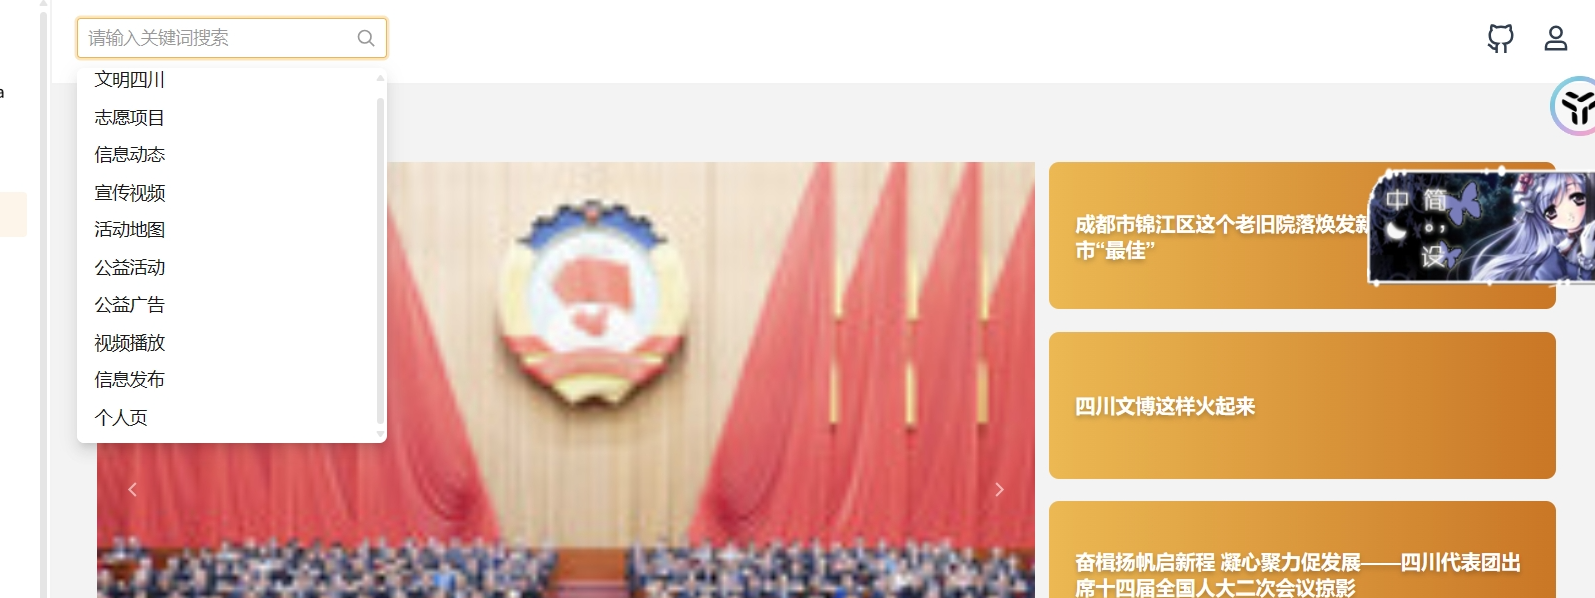 请输入关键词搜索
a
文明四川
志愿项目
信息动态
宣传视频
活动地图
公益活动
公益广告
视频播放
信息发布
个人页
成都市锦江区这个老旧院落焕发新
市“最佳”
中 简
。，
设
四川文博这样火起来
奋楫扬帆启新程 凝心聚力促发展——四川代表团出
席十四届全国人大二次会议掠影